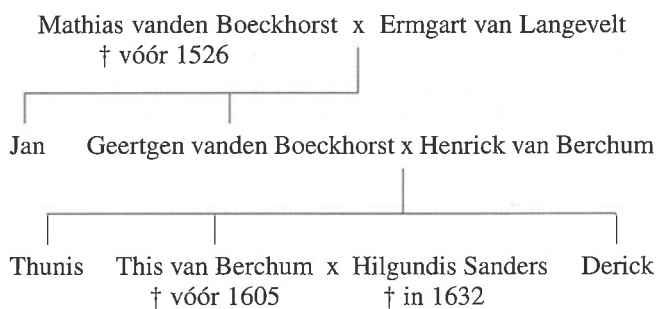 Mathias vanden Boeckhorst x Ermgart van Langevelt
† vóór 1526
Jan Geertgen vanden Boeckhorst x Henrick van Berchum
Thunis This van Berchum x Hilgundis Sanders Derick
† vóór 1605 † in 1632